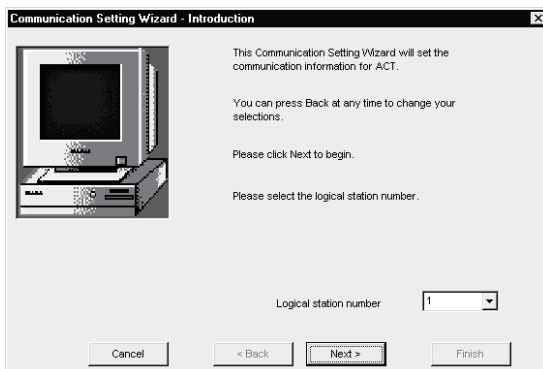 Communication Setting Wizard - Introduction
This Communication Setting Wizard will set the
communication information for ACT.
You can press Back at any time to change your
selections.
Please click Next to begin.
Please select the logical station number.
Logical station number
1
Cancel
< Back
Next >
Finish